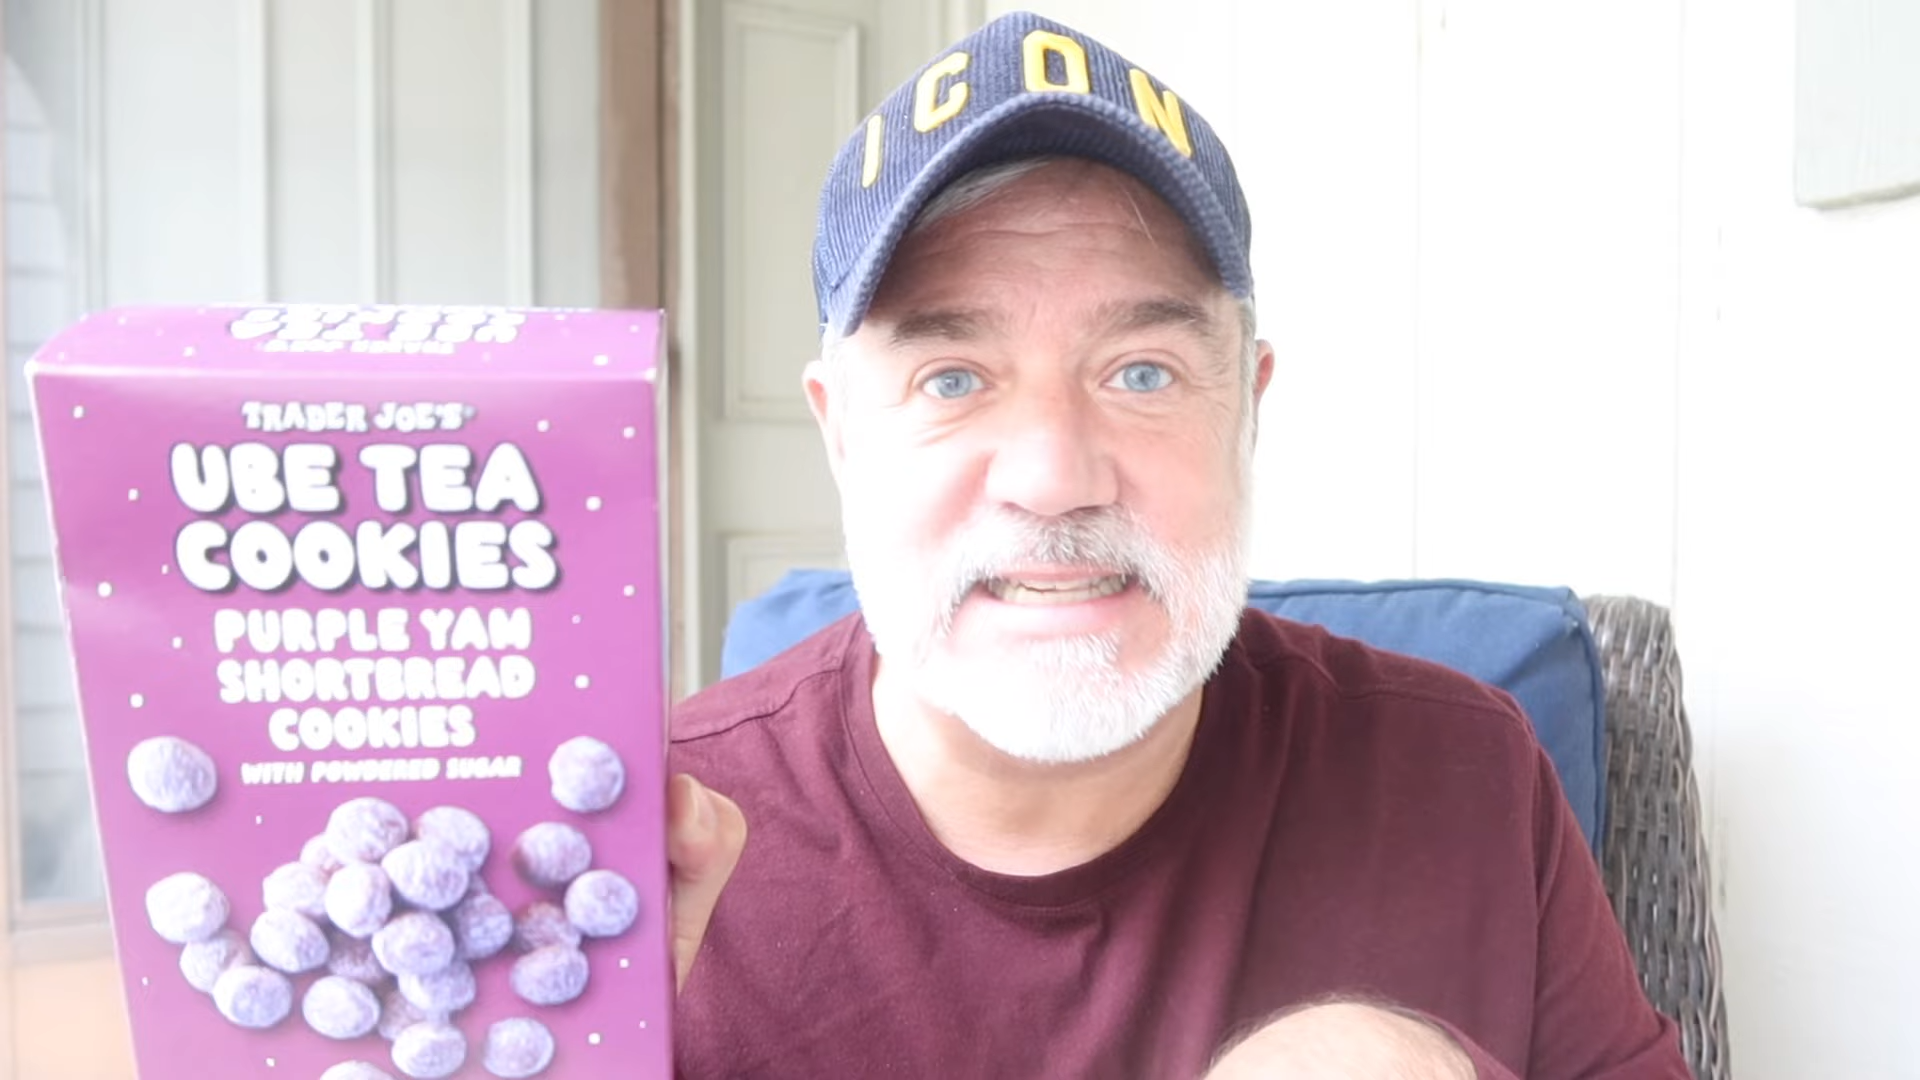 ICON
TRADER JOE'S
UBE TEA
COOKIES
PURPLE YAM
SHORTBREAD
COOKIES
WITH POWDERED SUGAR